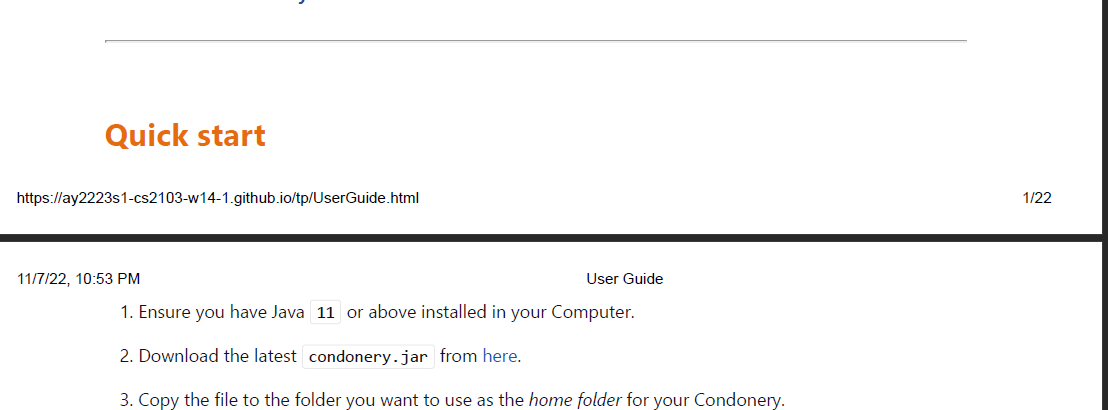 Quick start
https://ay2223s1-cs2103-w14-1.github.io/tp/UserGuide.html 1/22
11/7/22, 10:53 PM User Guide
1. Ensure you have Java 11 or above installed in your Computer.
2. Download the latest condonery.jar from here.
3. Copy the file to the folder you want to use as the home folder for your Condonery.